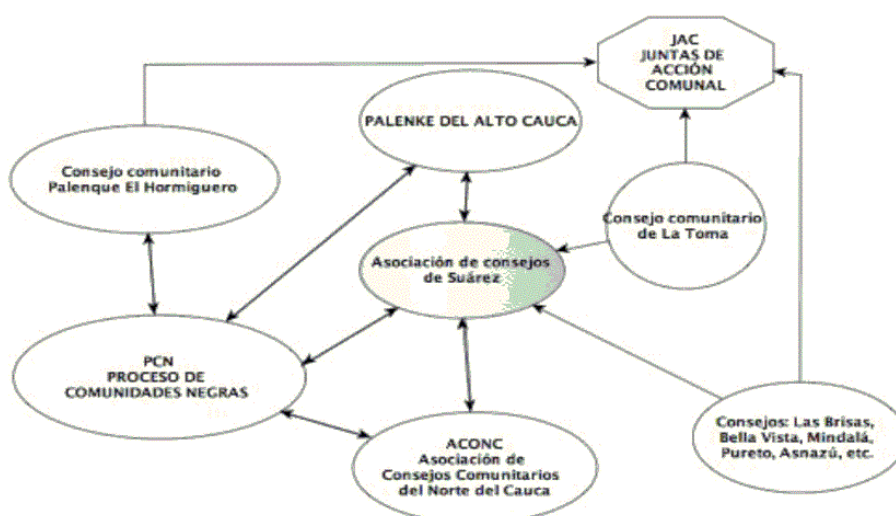 JAC
JUNTAS DE
ACCIÓN
COMUNAL
PALENKE DEL ALTO CAUCA
Consejo comunitario
Palenque El Hormiguero
Consejo comunitario
de La Toma
Asociación de consejos
de Suárez
PCN
PROCESO DE
COMUNIDADES NEGRAS
Consejos: Las Brisas,
Bella Vista, Mindalá,
Pureto, Asnazú, etc.
ACONC
Asociación de
Consejos Comunitarios
del Norte del Cauca